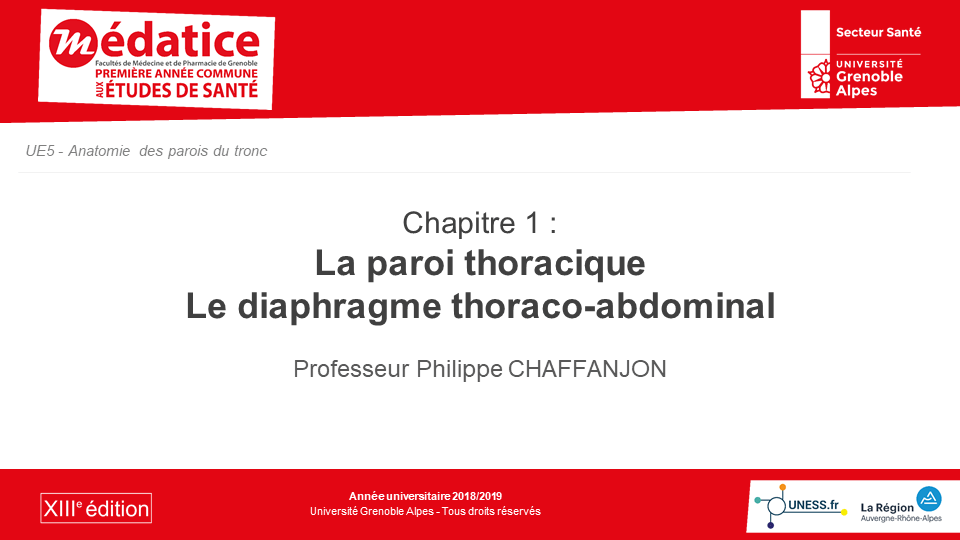 médatice
Facultés de Médecine et de Pharmacie de Grenoble
PREMIÈRE ANNÉE COMMUNE
AUX ÉTUDES DE SANTÉ
Secteur Santé
UNIVERSITÉ
Grenoble
Alpes
UE5 - Anatomie des parois du tronc
Chapitre 1 :
La paroi thoracique
Le diaphragme thoraco-abdominal
Professeur Philippe CHAFFANJON
XIIIe édition
Année universitaire 2018/2019
Université Grenoble Alpes - Tous droits réservés
UNESS.fr
La Région
Auvergne-Rhône-Alpes